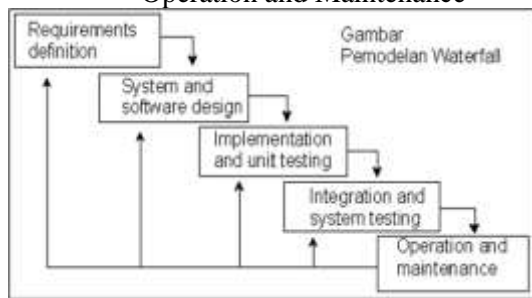 Operation and Maintenance
Requirements
definition
Gambar
Pemodelan Waterfall
System and
software design
Implementation
and unit testing
Integration and
system testing
Operation and
maintenance